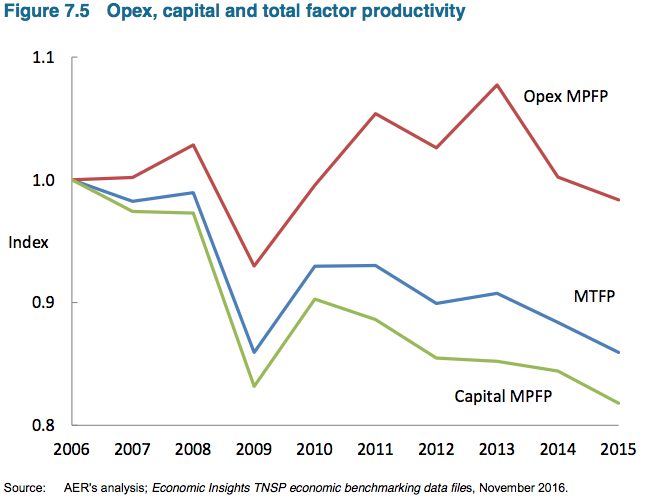 Figure 7.5 Opex, capital and total factor productivity
1.1
Opex MPFP
1.0
Index
0.9
MTFP
Capital MPFP
0.8
2006 2007 2008 2009 2010 2011 2012 2013 2014 2015
Source: AER's analysis; Economic Insights TNSP economic benchmarking data files, November 2016.